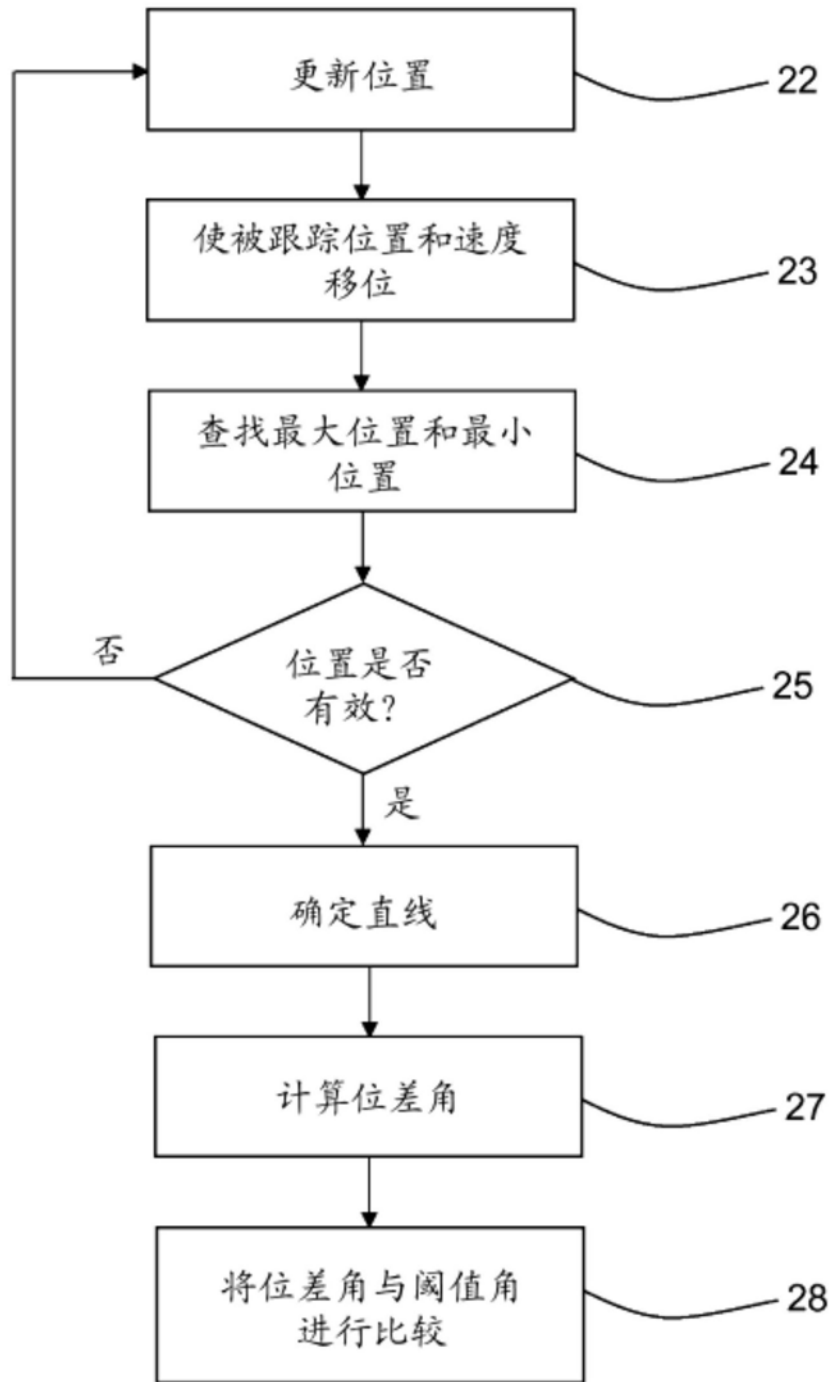 更新位置
22
使被跟踪位置和速度
移位
23
查找最大位置和最小
位置
24
否
位置是否
有效?
25
是
确定直线
26
计算位差角
27
将位差角与阈值角
进行比较
28